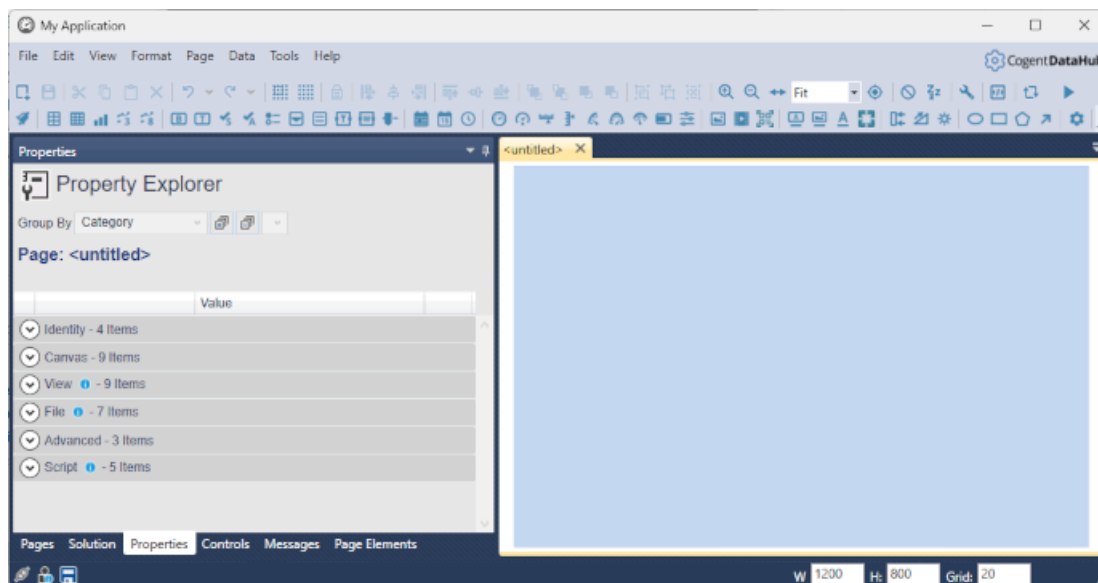 My Application
File Edit View Format Page Data Tools Help
CogentDataHu
Fit
Properties
<untitled>
Property Explorer
Group By Category
Page: <untitled>
Value
Identity - 4 Items
Canvas - 9 Items
View - 9 Items
File - 7 Items
Advanced - 3 Items
Script - 5 Items
Pages Solution Properties Controls Messages Page Elements
W 1200 H: 800 Grid: 20